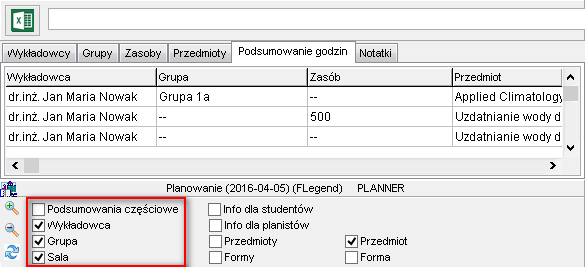 Wykładowcy Grupy Zasoby Przedmioty Podsumowanie godzin Notatki
Wykładowca Grupa Zasób Przedmiot
dr.inż. Jan Maria Nowak Grupa 1a -- Applied Climatology
dr.inż. Jan Maria Nowak -- 500 Uzdatnianie wody d
dr.inż. Jan Maria Nowak -- -- Uzdatnianie wody d
Planowanie (2016-04-05) (FLegend) PLANNER
Podsumowania częściowe Info dla studentów
Wykładowca Info dla planistów
Grupa Przedmioty Przedmiot
Sala Formy Forma